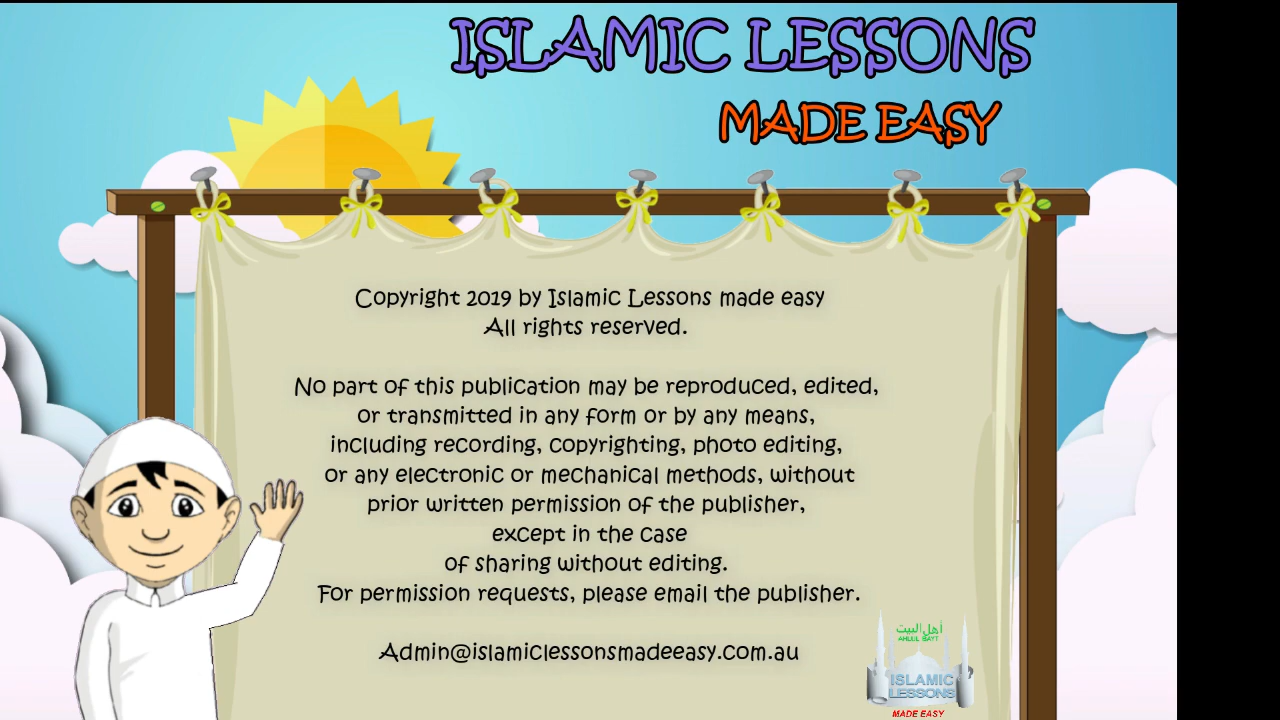 ISLAMIC LESSONS
MADE EASY
Copyright 2019 by Islamic Lessons made easy
All rights reserved.
No part of this publication may be reproduced, edited,
or transmitted in any form or by any means,
including recording, copyrighting, photo editing,
or any electronic or mechanical methods, without
prior written permission of the publisher,
except in the case
of sharing without editing.
For permission requests, please email the publisher.
Admin@islamiclessonsmadeeasy.com.au
أهل البيت
AHLUL BAYT
ISLAMIC
LESSONS
MADE EASY